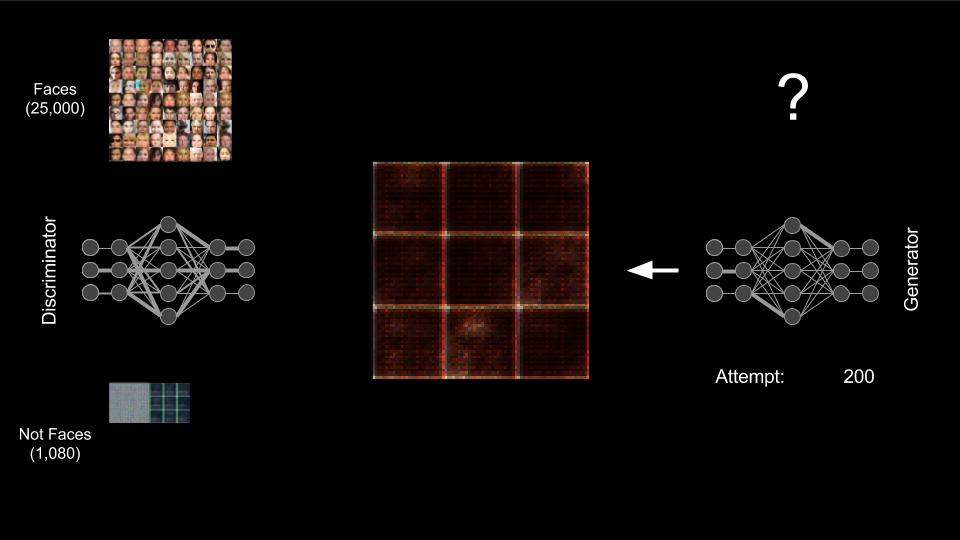 Faces
(25,000)
?
Discriminator
Generator
Attempt: 200
Not Faces
(1,080)